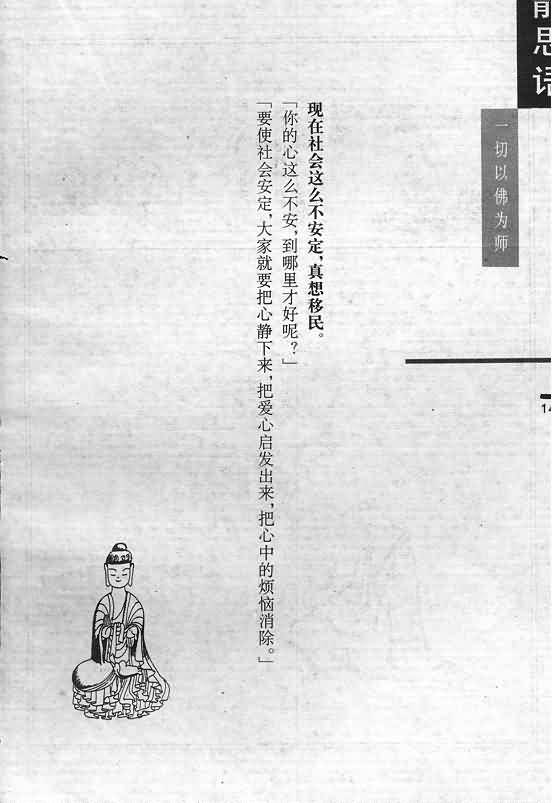 静思语
一切以佛为师
14
现在社会这么不安定,真想移民。
「你的心这么不安,到哪里才好呢?」
「要使社会安定,大家就要把心静下来,把爱心启发出来,把心中的烦恼消除。」